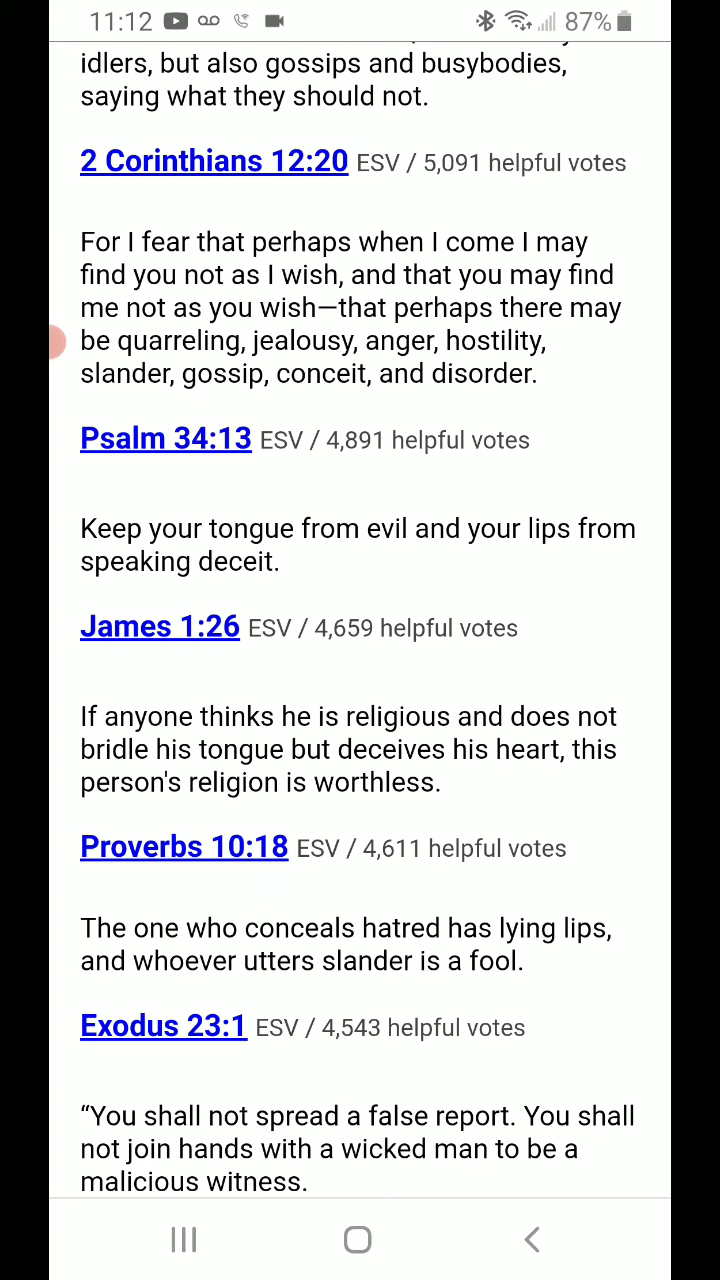 11:12 87%
idlers, but also gossips and busybodies,
saying what they should not.
2 Corinthians 12:20 ESV / 5,091 helpful votes
For I fear that perhaps when I come I may
find you not as I wish, and that you may find
me not as you wish—that perhaps there may
be quarreling, jealousy, anger, hostility,
slander, gossip, conceit, and disorder.
Psalm 34:13 ESV / 4,891 helpful votes
Keep your tongue from evil and your lips from
speaking deceit.
James 1:26 ESV / 4,659 helpful votes
If anyone thinks he is religious and does not
bridle his tongue but deceives his heart, this
person's religion is worthless.
Proverbs 10:18 ESV / 4,611 helpful votes
The one who conceals hatred has lying lips,
and whoever utters slander is a fool.
Exodus 23:1 ESV / 4,543 helpful votes
“You shall not spread a false report. You shall
not join hands with a wicked man to be a
malicious witness.